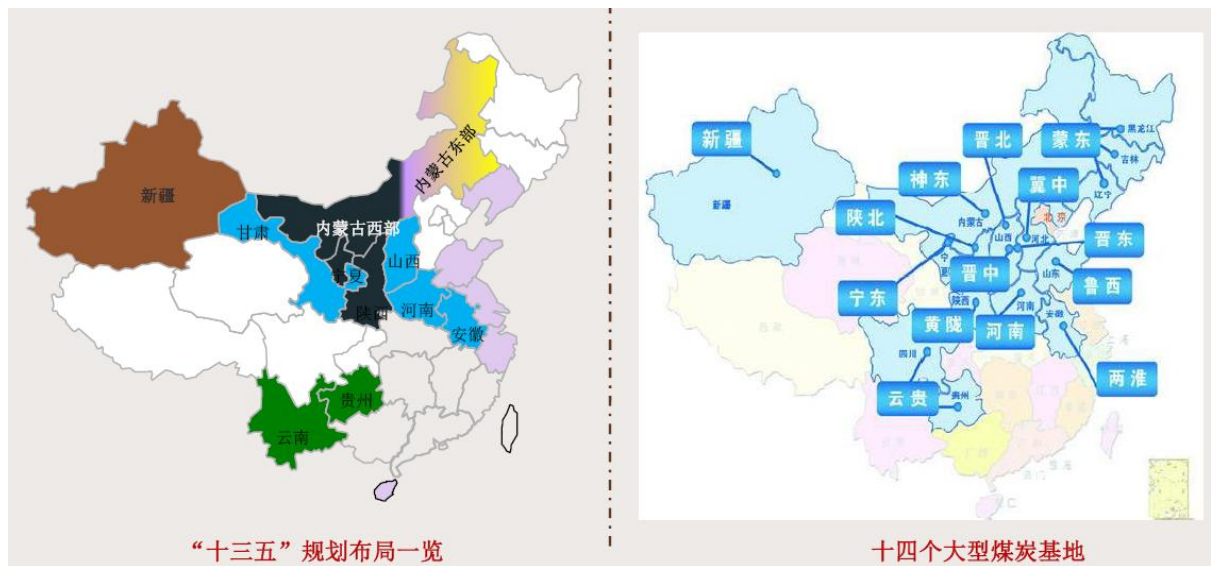 新疆
甘肃
内蒙古西部
内蒙古东部
宁夏
山西
陕西
河南
安徽
贵州
云南
“十三五”规划布局一览
新疆
晋北
蒙东
黑龙江
吉林
神东
冀中
辽宁
新疆
陕北
内蒙古
北京
山西
河北
晋东
宁夏
晋中
山东
宁东
鲁西
陕西
黄陇
河南
河南
安徽
四川
两淮
云贵
贵州
广西
十四个大型煤炭基地